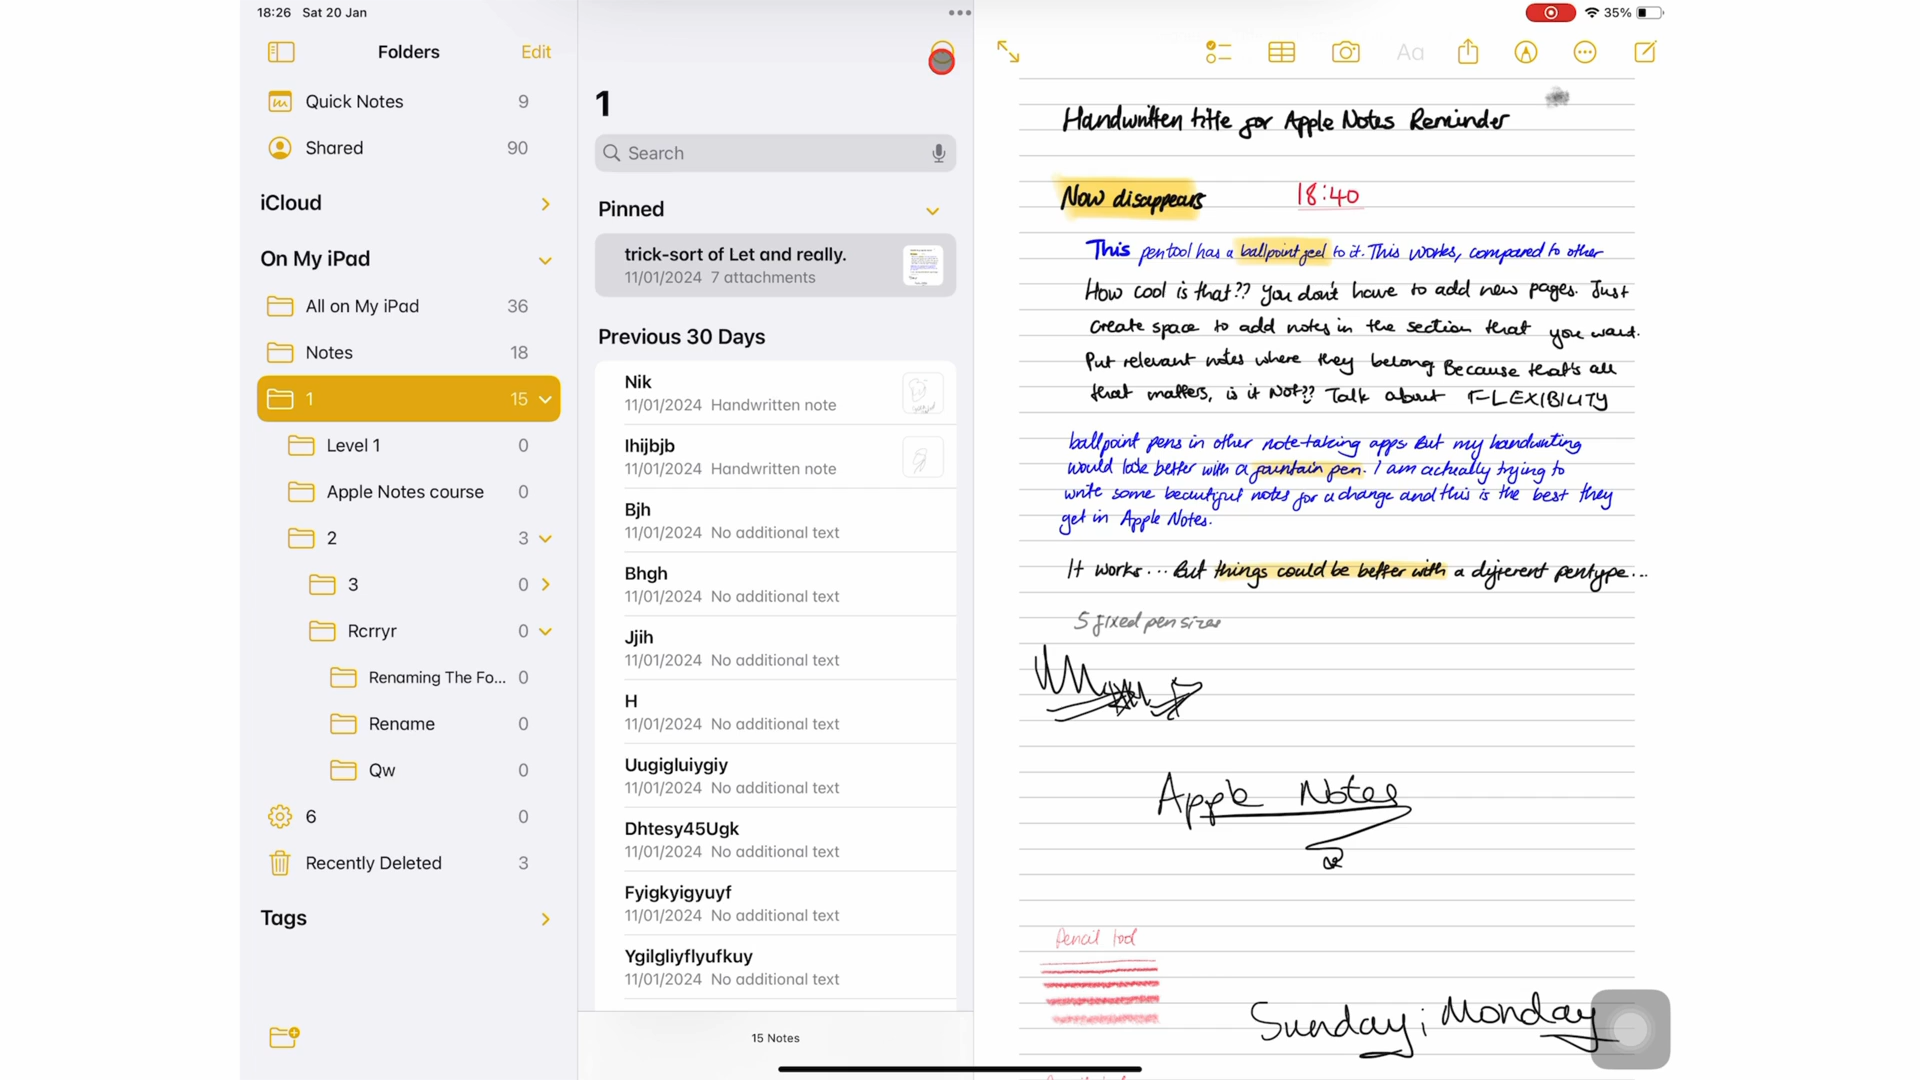 18:26 Sat 20 Jan
35%
Folders
Edit
Quick Notes 9
Shared 90
iCloud
On My iPad
All on My iPad 36
Notes 18
1 15
Level 1 0
Apple Notes course 0
2 3
3 0
Rcrryr 0
Renaming The Fo... 0
Rename 0
Qw 0
6 0
Recently Deleted 3
Tags
1
Search
Pinned
trick-sort of Let and really.
11/01/2024 7 attachments
Previous 30 Days
Nik
11/01/2024 Handwritten note
Ihijbjb
11/01/2024 Handwritten note
Bjh
11/01/2024 No additional text
Bhgh
11/01/2024 No additional text
Jjih
11/01/2024 No additional text
H
11/01/2024 No additional text
Uugigluiygiy
11/01/2024 No additional text
Dhtesy45Ugk
11/01/2024 No additional text
Fyigkyigyuyf
11/01/2024 No additional text
Ygilgliyflyufkuy
11/01/2024 No additional text
15 Notes
Aa
Handwritten title for Apple Notes Reminder
Now disappears 18:40
This pen tool has a ballpoint feel to it. This works, compared to other
How cool is that?? You don't have to add new pages. Just
create space to add notes in the section that you want.
Put relevant notes where they belong Because that's all
that matters, is it Not?? Talk about FLEXIBILITY
ballpoint pens in other note-taking apps. But my handwriting
would look better with a fountain pen. I am actually trying to
write some beautiful notes for a change and this is the best they
get in Apple Notes.
It works... But things could be better with a different pentype...
5 fixed pen sizes
Apple Notes
Pencil tool
Sunday; Monday